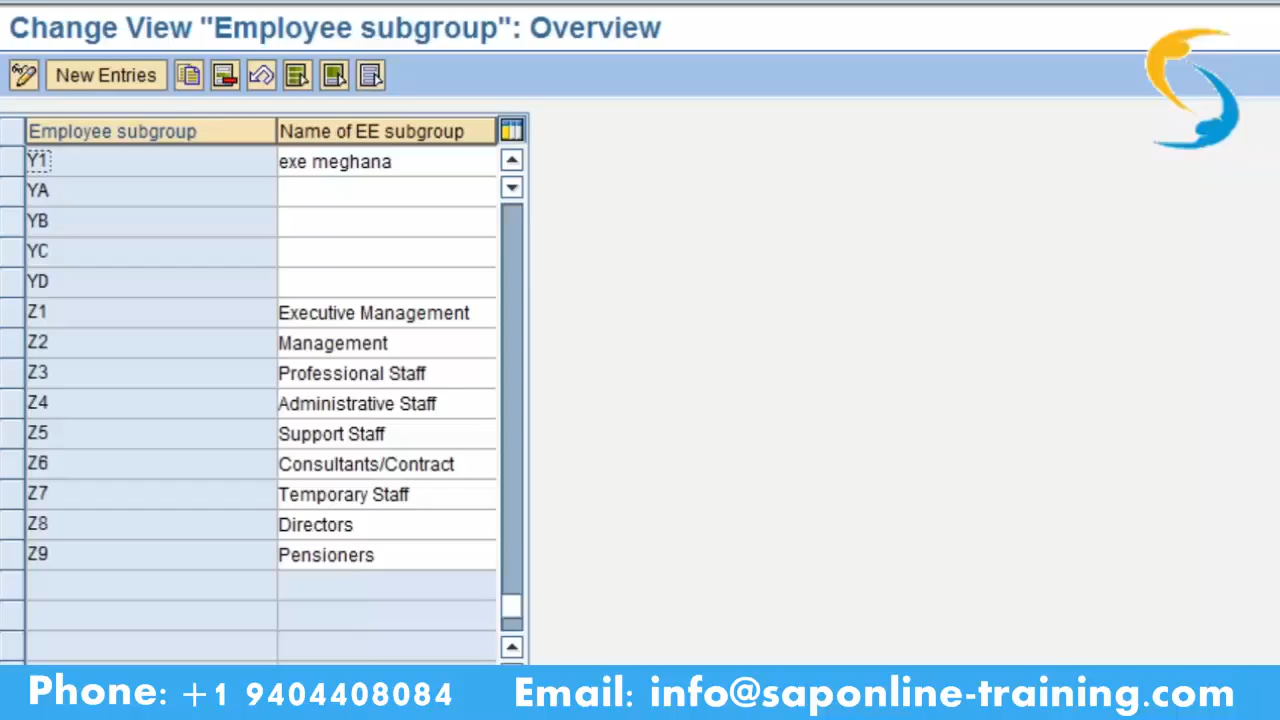 Change View "Employee subgroup": Overview
New Entries
Employee subgroup Name of EE subgroup
Y1 exe meghana
YA
YB
YC
YD
Z1 Executive Management
Z2 Management
Z3 Professional Staff
Z4 Administrative Staff
Z5 Support Staff
Z6 Consultants/Contract
Z7 Temporary Staff
Z8 Directors
Z9 Pensioners
Phone: +1 9404408084 Email: info@saponline-training.com